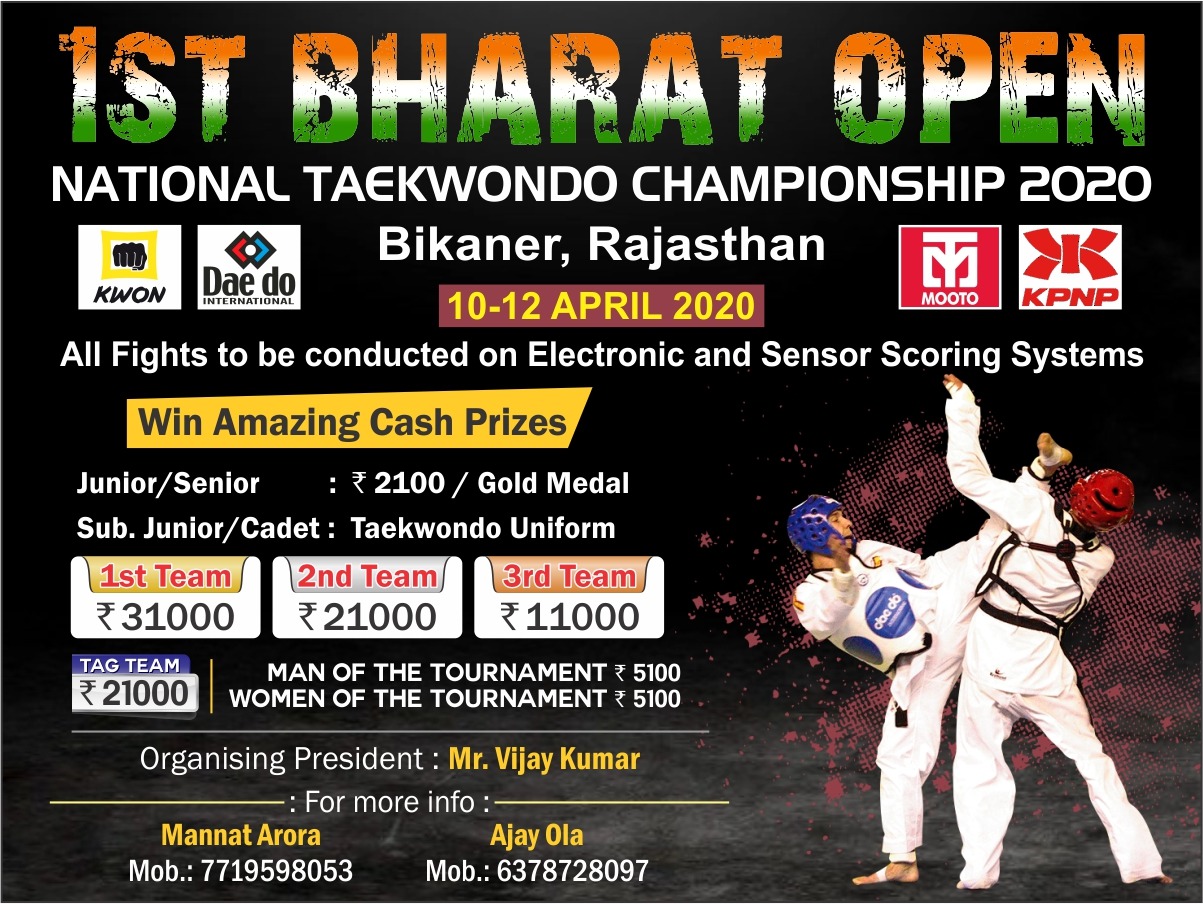 1ST BHARAT OPEN
NATIONAL TAEKWONDO CHAMPIONSHIP 2020
KWON
Dae do
INTERNATIONAL
Bikaner, Rajasthan
10-12 APRIL 2020
MOOTO
KPNP
All Fights to be conducted on Electronic and Sensor Scoring Systems
Win Amazing Cash Prizes
Junior/Senior : ₹ 2100 / Gold Medal
Sub. Junior/Cadet : Taekwondo Uniform
1st Team
₹31000
2nd Team
₹21000
3rd Team
₹11000
TAG TEAM
₹21000
MAN OF THE TOURNAMENT ₹ 5100
WOMEN OF THE TOURNAMENT ₹ 5100
dae do
Organising President : Mr. Vijay Kumar
: For more info :
Mannat Arora
Mob.: 7719598053
Ajay Ola
Mob.: 6378728097